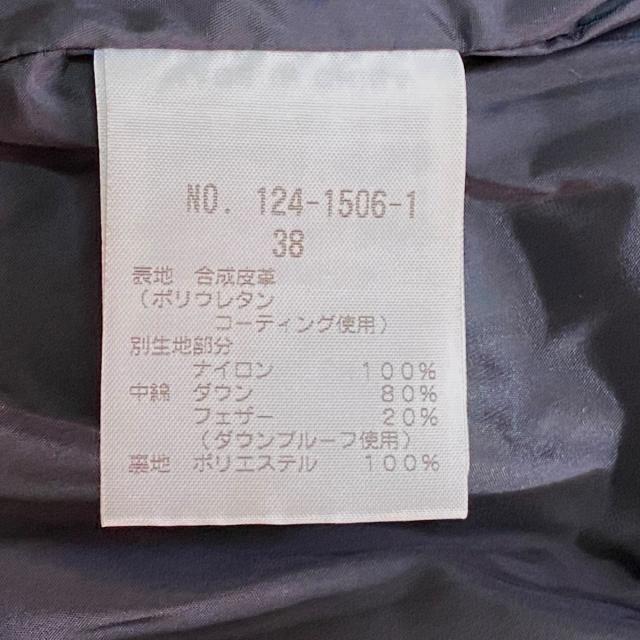 NO. 124-1506-1
38
表地 合成皮革
（ポリウレタン
コーティング使用）
別生地部分
ナイロン 100%
中綿 ダウン 80%
フェザー 20%
（ダウンプルーフ使用）
裏地 ポリエステル 100%